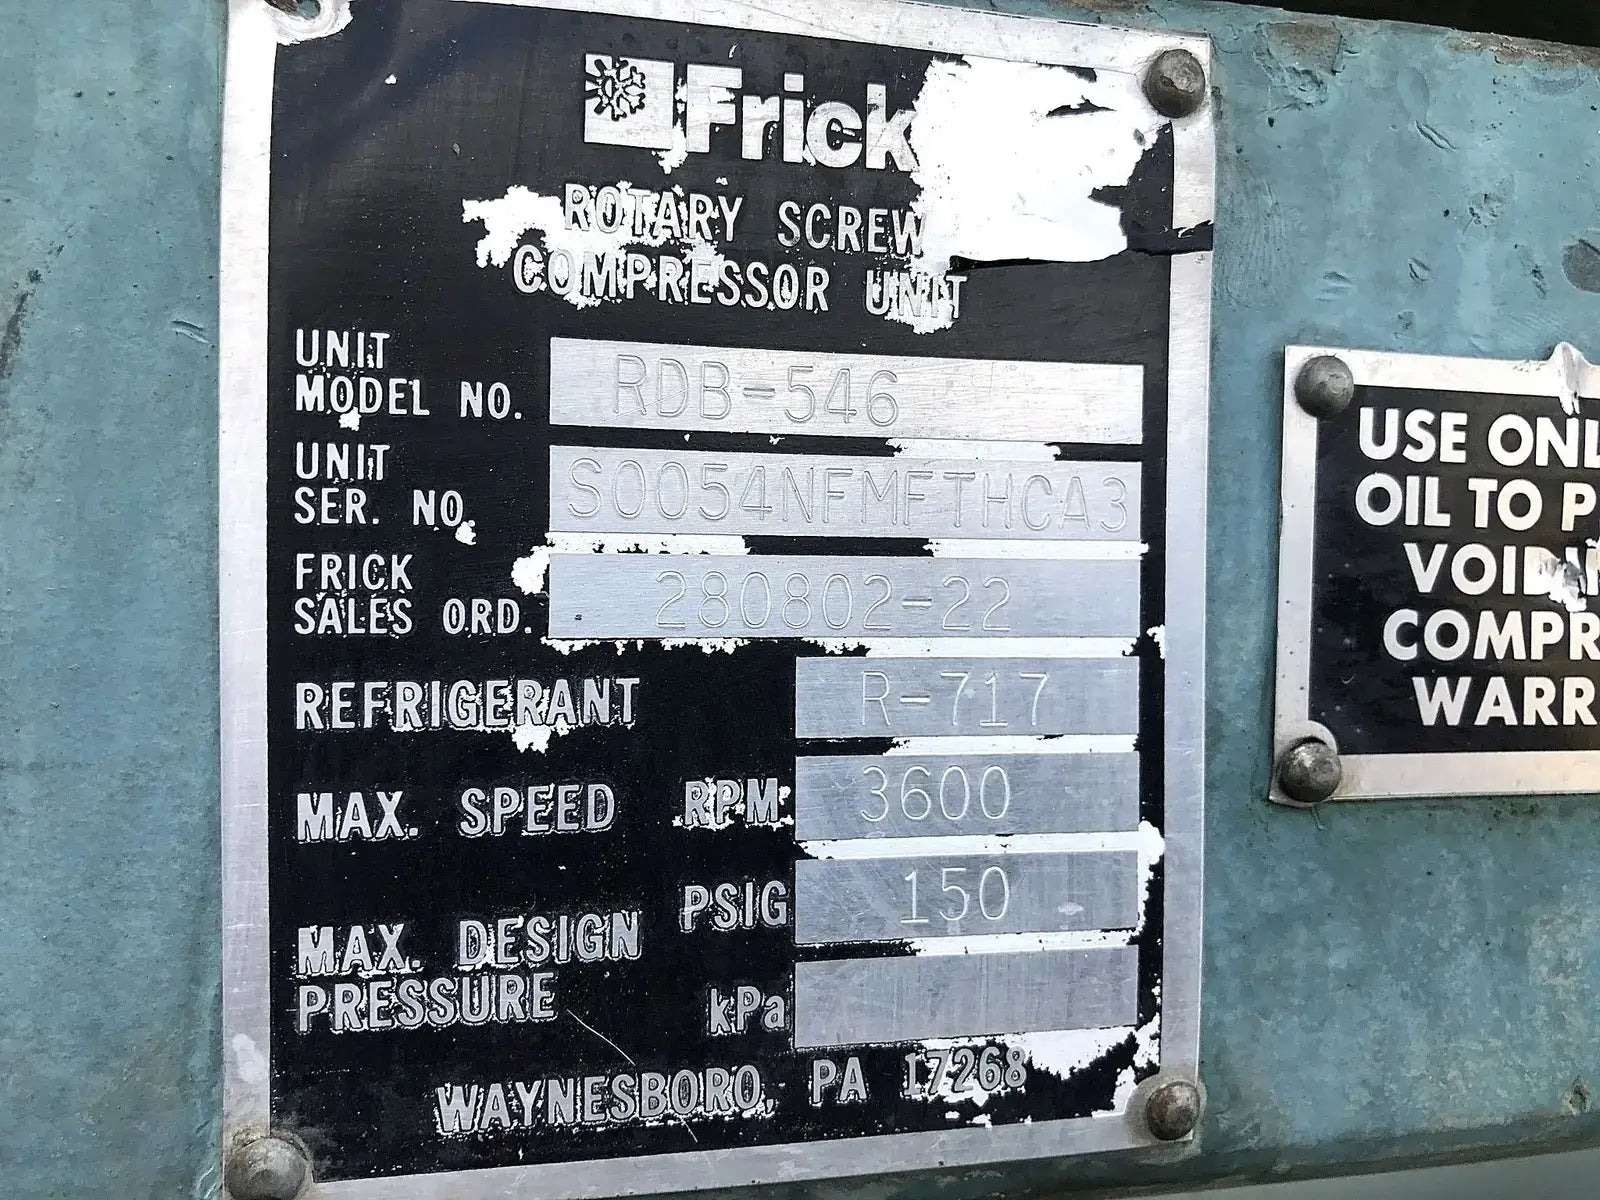 Frick
ROTARY SCREW
COMPRESSOR UNIT
UNIT
MODEL NO. RDB-546
UNIT
SER. NO. S0054NFMFTHCA3
FRICK
SALES ORD. 280802-22
REFRIGERANT R-717
MAX. SPEED RPM 3600
MAX. DESIGN
PRESSURE
PSIG 150
kPa
WAYNESBORO, PA 17268
USE ONL
OIL TO P
VOID
COMPR
WARR